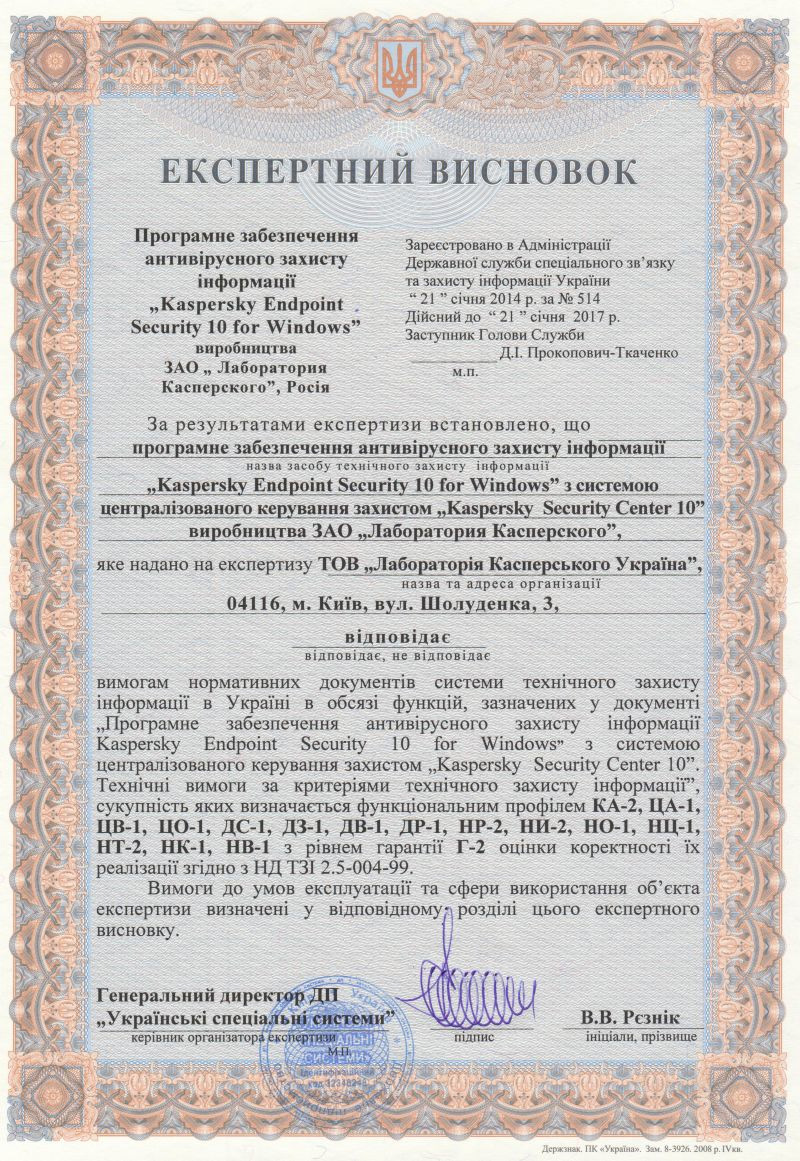 ЕКСПЕРТНИЙ ВИСНОВОК
Програмне забезпечення
антивірусного захисту
інформації
„Kaspersky Endpoint
Security 10 for Windows”
виробництва
ЗАО „ Лаборатория
Касперского”, Росія
Зареєстровано в Адміністрації
Державної служби спеціального зв’язку
та захисту інформації України
“ 21 ” січня 2014 р. за № 514
Дійсний до “ 21 ” січня 2017 р.
Заступник Голови Служби
Д.І. Прокопович-Ткаченко
м.п.
За результатами експертизи встановлено, що
програмне забезпечення антивірусного захисту інформації
назва засобу технічного захисту інформації
„Kaspersky Endpoint Security 10 for Windows” з системою
централізованого керування захистом „Kaspersky Security Center 10”
виробництва ЗАО „Лаборатория Касперского”,
яке надано на експертизу ТОВ „Лабораторія Касперського Україна”,
назва та адреса організації
04116, м. Київ, вул. Шолуденка, 3,
відповідає
відповідає, не відповідає
вимогам нормативних документів системи технічного захисту
інформації в Україні в обсязі функцій, зазначених у документі
„Програмне забезпечення антивірусного захисту інформації
Kaspersky Endpoint Security 10 for Windows” з системою
централізованого керування захистом „Kaspersky Security Center 10”.
Технічні вимоги за критеріями технічного захисту інформації”,
сукупність яких визначається функціональним профілем КА-2, ЦА-1,
ЦВ-1, ЦО-1, ДС-1, ДЗ-1, ДВ-1, ДР-1, НР-2, НИ-2, НО-1, НЦ-1,
НТ-2, НК-1, НВ-1 з рівнем гарантії Г-2 оцінки коректності їх
реалізації згідно з НД ТЗІ 2.5-004-99.
Вимоги до умов експлуатації та сфери використання об’єкта
експертизи визначені у відповідному розділі цього експертного
висновку.
Генеральний директор ДП
„Українські спеціальні системи”
керівник організатора експертизи
М.П.
підпис
В.В. Рєзнік
ініціали, прізвище
Держзнак. ПК «Україна». Зам. 8-3926. 2008 р. IV кв.